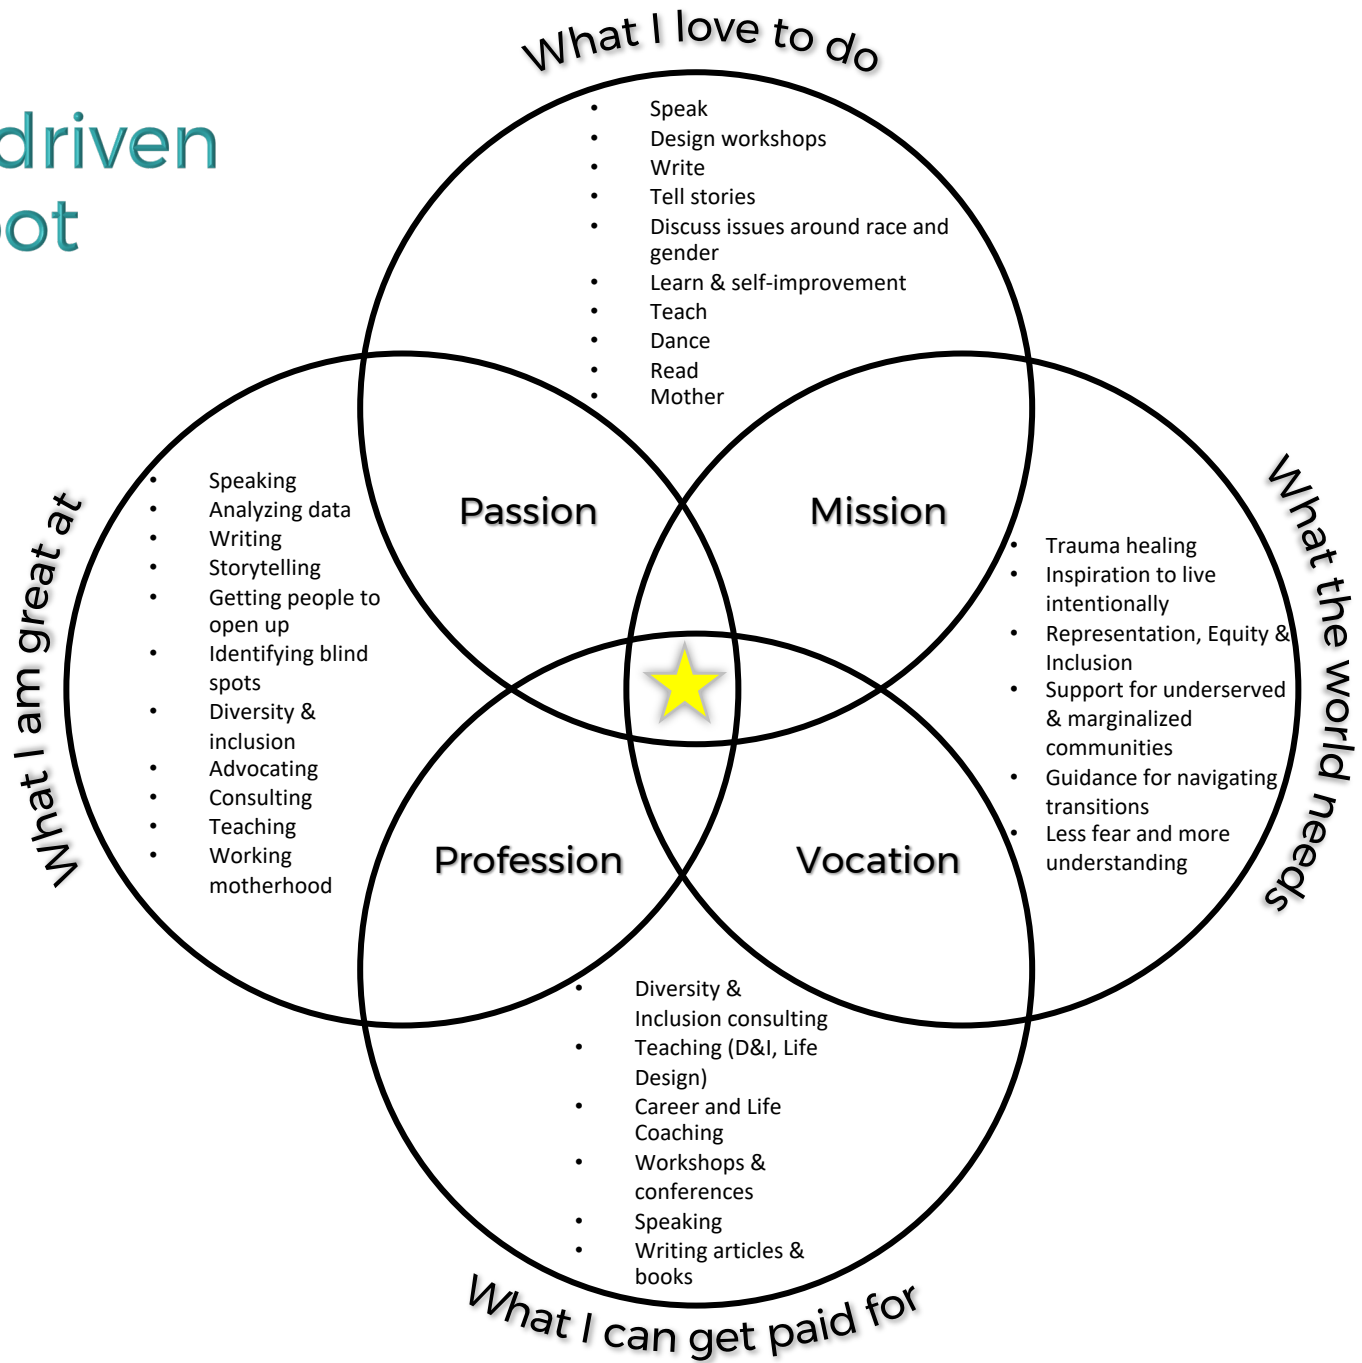 What I love to do
driven
ot
• Speak
• Design workshops
• Write
• Tell stories
• Discuss issues around race and
gender
• Learn & self-improvement
• Teach
• Dance
• Read
• Mother
What I am great at
• Speaking
• Analyzing data
• Writing
• Storytelling
• Getting people to
open up
• Identifying blind
spots
• Diversity &
inclusion
• Advocating
• Consulting
• Teaching
• Working
motherhood
Passion
Mission
What the world needs
• Trauma healing
• Inspiration to live
intentionally
• Representation, Equity &
Inclusion
• Support for underserved
& marginalized
communities
• Guidance for navigating
transitions
• Less fear and more
understanding
Profession
Vocation
• Diversity &
Inclusion consulting
• Teaching (D&I, Life
Design)
• Career and Life
Coaching
• Workshops &
conferences
• Speaking
• Writing articles &
books
What I can get paid for